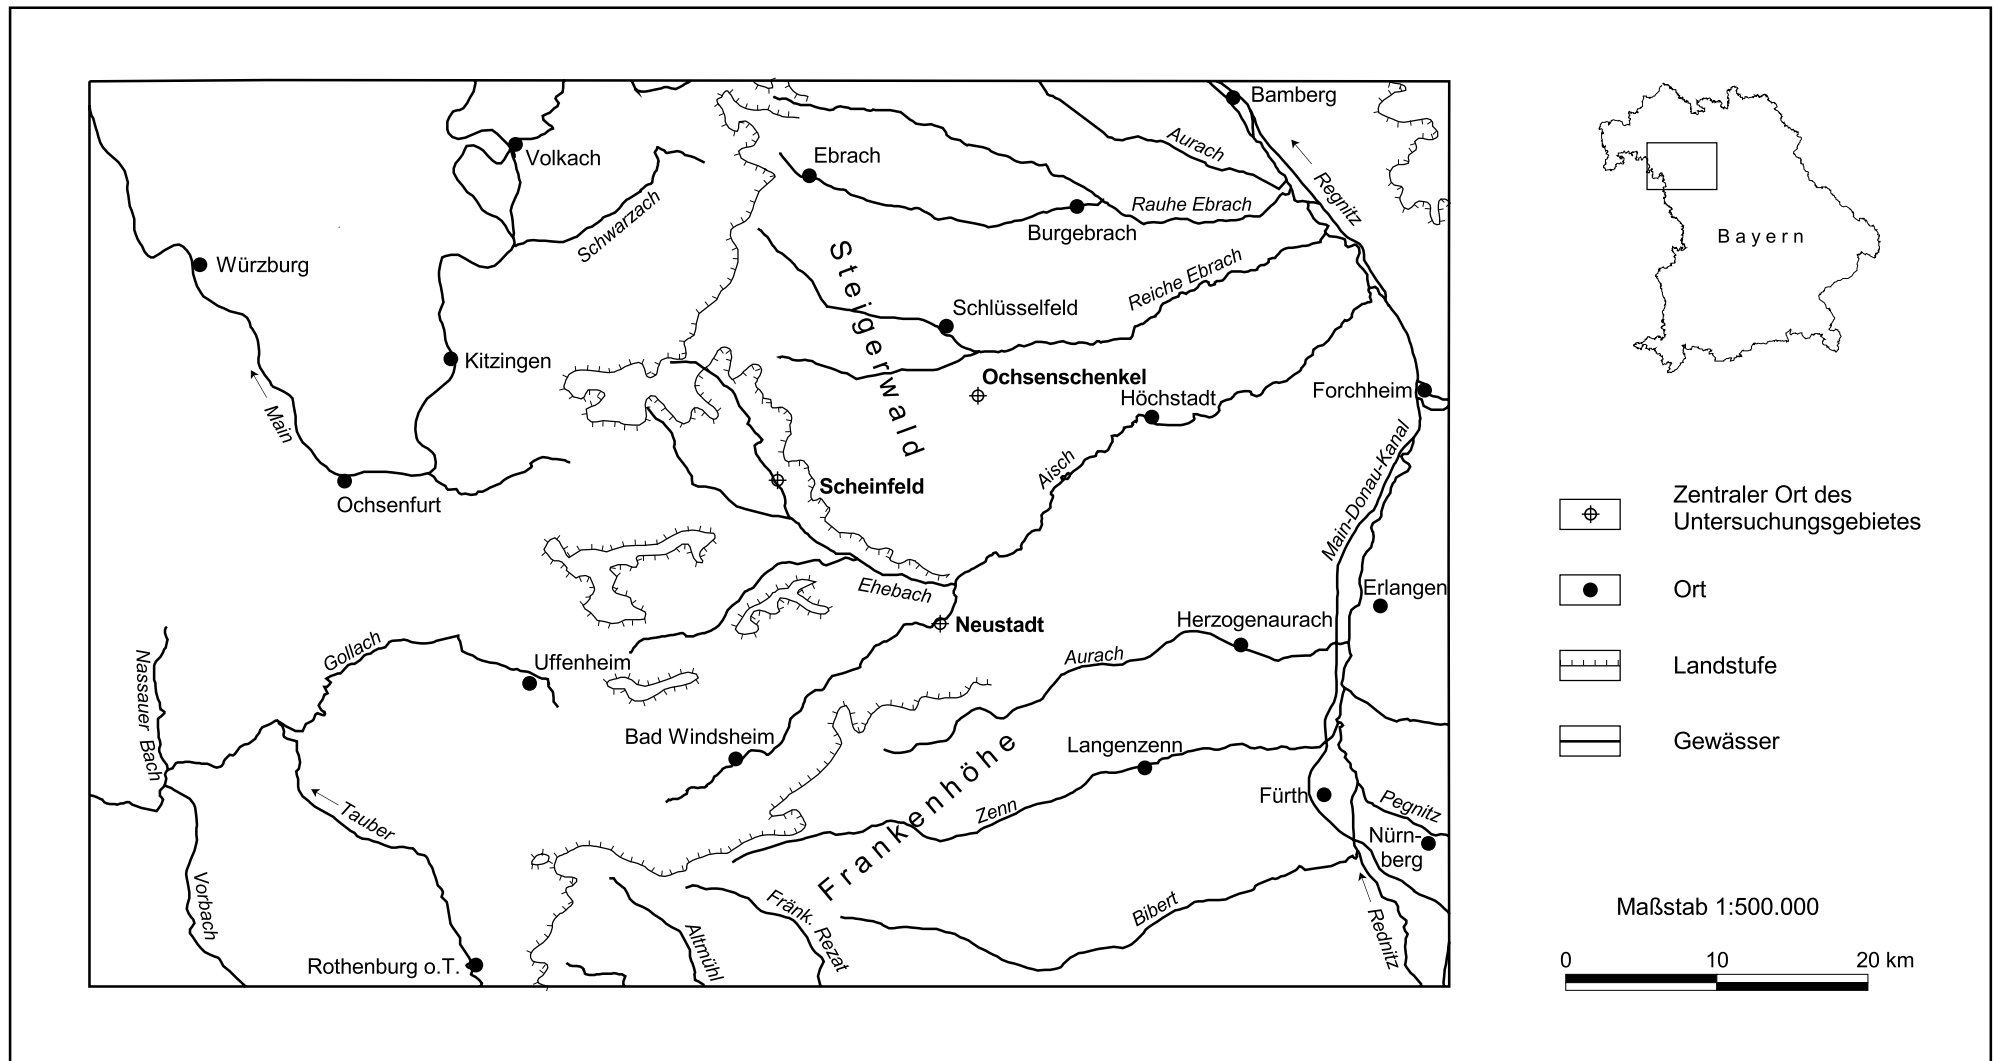 Bamberg
Volkach
Aurach
Ebrach
Regnitz
Rauhe Ebrach
Burgebrach
Schwarzach
Würzburg
Steigerwald
Reiche Ebrach
Schlüsselfeld
Kitzingen
Ochsenschenkel
Höchstadt
Forchheim
Main
Aisch
Scheinfeld
Ochsenfurt
Main-Donau-Kanal
Ehebach
Erlangen
Neustadt
Herzogenaurach
Gollach
Uffenheim
Aurach
Nassauer Bach
Bad Windsheim
Langenzenn
Frankenhöhe
Zenn
Fürth
Pegnitz
Tauber
Nürn-
berg
Vorbach
Fränk. Rezat
Bibert
Altmühl
Rednitz
Rothenburg o.T.
Bayern
Zentraler Ort des
Untersuchungsgebietes
Ort
Landstufe
Gewässer
Maßstab 1:500.000
0 10 20 km